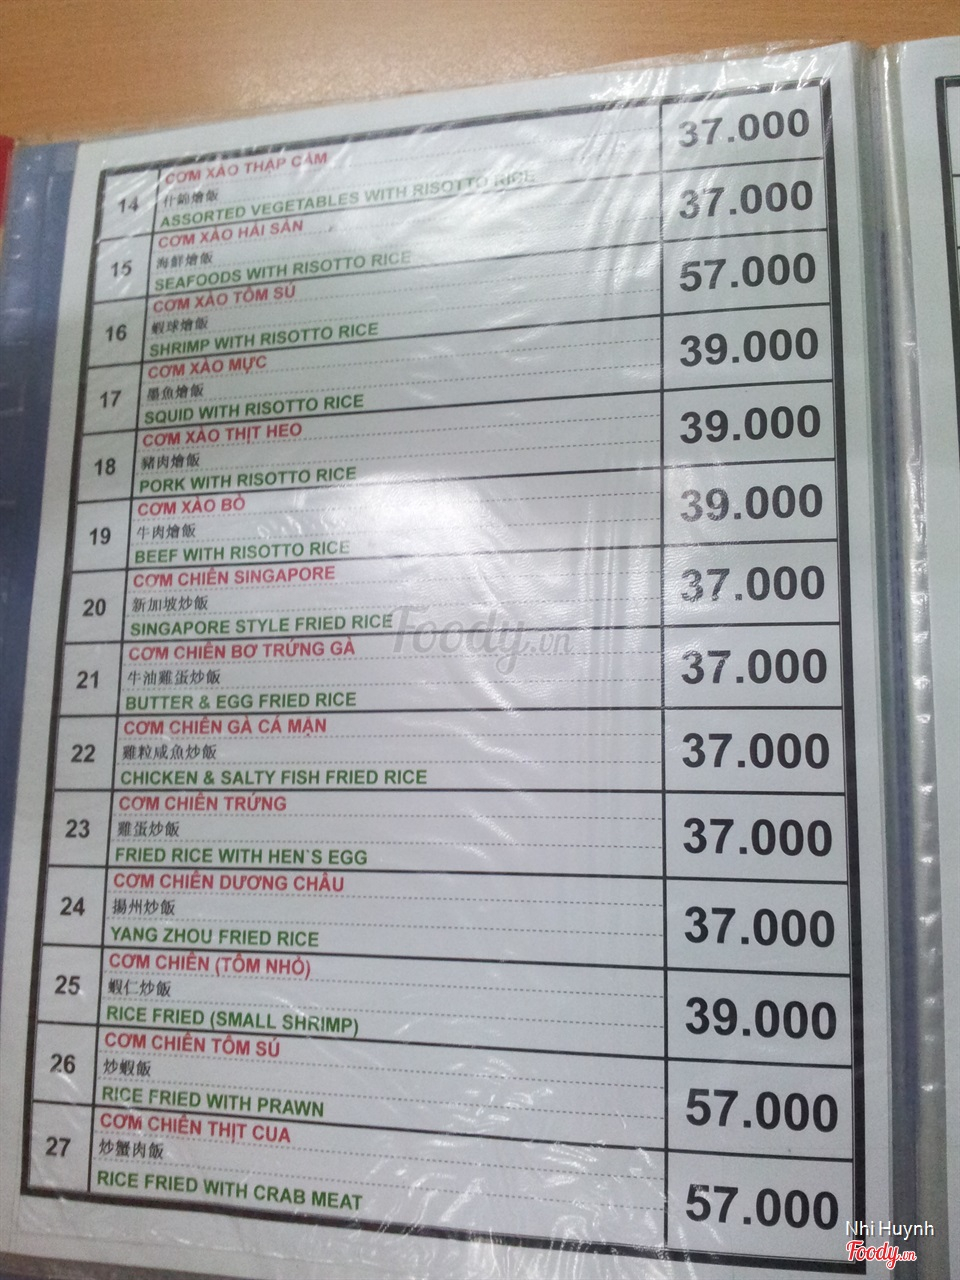 14
CƠM XÀO THẬP CẨM
什錦燴飯
ASSORTED VEGETABLES WITH RISOTTO RICE
37.000
15
CƠM XÀO HẢI SẢN
海鮮燴飯
SEAFOODS WITH RISOTTO RICE
37.000
16
CƠM XÀO TÔM SÚ
蝦球燴飯
SHRIMP WITH RISOTTO RICE
57.000
17
CƠM XÀO MỰC
墨魚燴飯
SQUID WITH RISOTTO RICE
39.000
18
CƠM XÀO THỊT HEO
豬肉燴飯
PORK WITH RISOTTO RICE
39.000
19
CƠM XÀO BÒ
牛肉燴飯
BEEF WITH RISOTTO RICE
39.000
20
CƠM CHIÊN SINGAPORE
新加坡炒飯
SINGAPORE STYLE FRIED RICE
37.000
21
CƠM CHIÊN BƠ TRỨNG GÀ
牛油雞蛋炒飯
BUTTER & EGG FRIED RICE
37.000
22
CƠM CHIÊN GÀ CÁ MẶN
雞粒咸魚炒飯
CHICKEN & SALTY FISH FRIED RICE
37.000
23
CƠM CHIÊN TRỨNG
雞蛋炒飯
FRIED RICE WITH HEN`S EGG
37.000
24
CƠM CHIÊN DƯƠNG CHÂU
揚州炒飯
YANG ZHOU FRIED RICE
37.000
25
CƠM CHIÊN (TÔM NHỎ)
蝦仁炒飯
RICE FRIED (SMALL SHRIMP)
39.000
26
CƠM CHIÊN TÔM SÚ
炒蝦飯
RICE FRIED WITH PRAWN
57.000
27
CƠM CHIÊN THỊT CUA
炒蟹肉飯
RICE FRIED WITH CRAB MEAT
57.000
Foody.vn
Nhi Huynh
Foody.vn